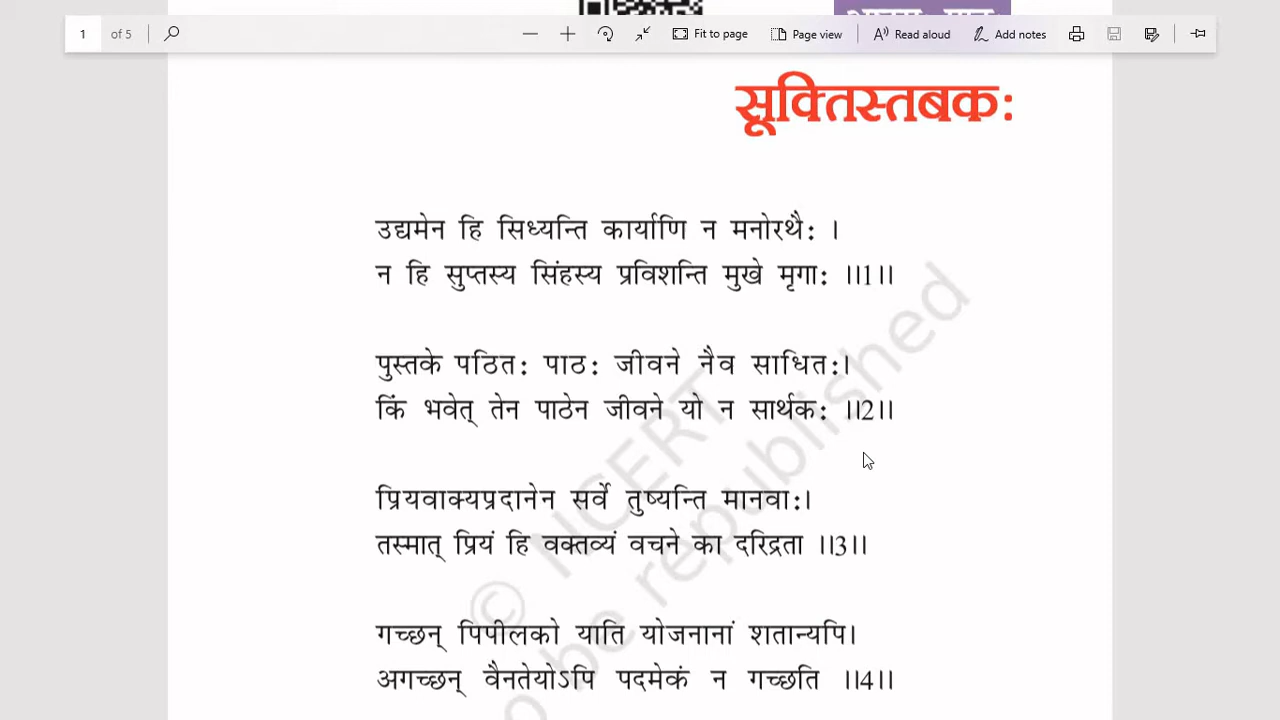 1 of 5 Fit to page Page view Read aloud Add notes
सूक्तिस्तबकः
उद्यमेन हि सिध्यन्ति कार्याणि न मनोरथैः ।
न हि सुप्तस्य सिंहस्य प्रविशन्ति मुखे मृगाः ।।1।।
पुस्तके पठितः पाठः जीवने नैव साधितः।
किं भवेत् तेन पाठेन जीवने यो न सार्थकः ।।2।।
प्रियवाक्यप्रदानेन सर्वे तुष्यन्ति मानवाः।
तस्मात् प्रियं हि वक्तव्यं वचने का दरिद्रता ।।3।।
गच्छन् पिपीलको याति योजनानां शतान्यपि।
अगच्छन् वैनतेयोऽपि पदमेकं न गच्छति ।।4।।
© NCERT
be republished